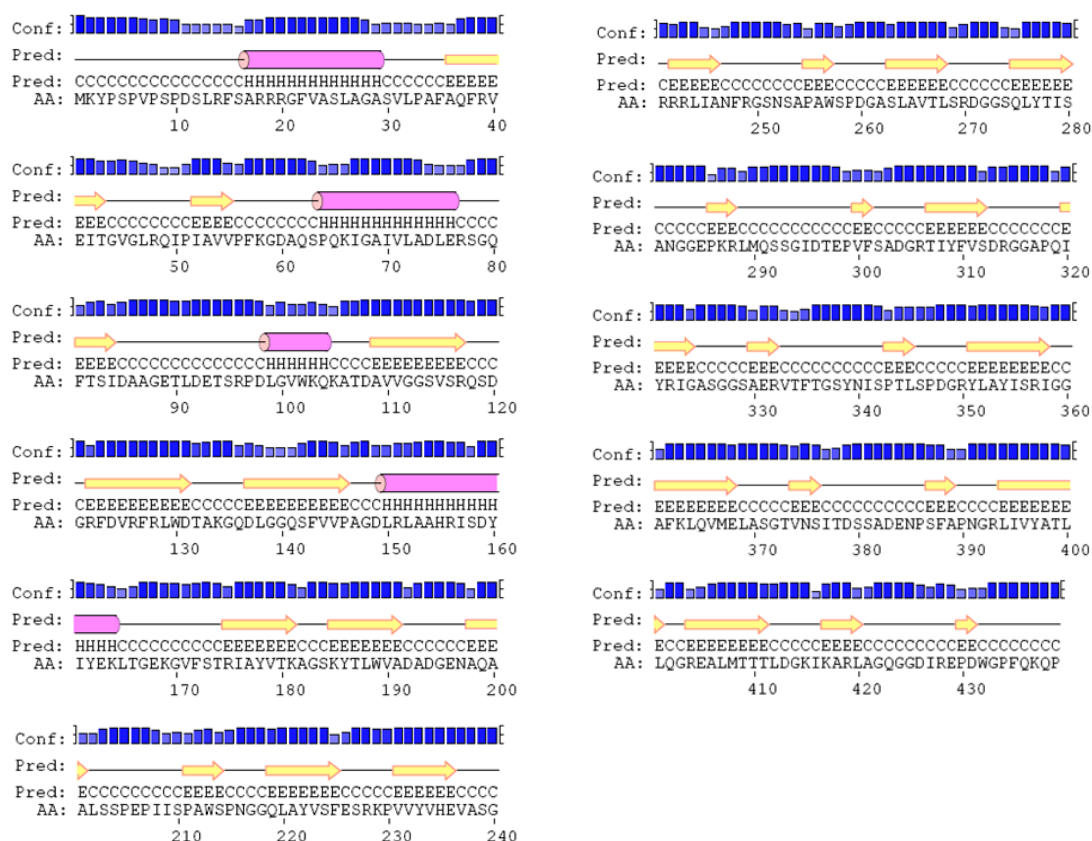 Conf:
Pred:
Pred: CCCCCCCCCCCCCCCCHHHHHHHHHHHHHCCCCCCEEEEE
AA: MKYPSPVPSPDSLRFSARRRGFVASLAGASVLPAFAQFRV
10 20 30 40
Conf:
Pred:
Pred: EEECCCCCCCCEEEECCCCCCCCHHHHHHHHHHHHHCCCC
AA: EITGVGLRQIPIAVVPFKGDAQSPQKIGAIVLADLERSGQ
50 60 70 80
Conf:
Pred:
Pred: EEEECCCCCCCCCCCCCCHHHHHHCCCCEEEEEEEEECCC
AA: FTSIDAAGETLDETSRPDLGVWKQKATDAVVGGSVSRQSD
90 100 110 120
Conf:
Pred:
Pred: CEEEEEEEEEECCCCCEEEEEEEEEECCCHHHHHHHHHHH
AA: GRFDVRFRLWDTAKGQDLGGQSFVVPAGDLRLAAHRISDY
130 140 150 160
Conf:
Pred:
Pred: HHHHCCCCCCCCCCEEEEEEECCCEEEEEEECCCCCCEEE
AA: IYEKLTGEKGVFSTRIAYVTKAGSKYTLWVADADGENAQA
170 180 190 200
Conf:
Pred:
Pred: ECCCCCCCCCEEEECCCCEEEEEEECCCCCEEEEEECCCC
AA: ALSSPEPIISPAWSPNGGQLAYVSFESRKPVVYVHEVASG
210 220 230 240
Conf:
Pred:
Pred: CEEEEECCCCCCCCEEECCCCCEEEEEECCCCCCEEEEEE
AA: RRRLIANFRGSNSAPAWSPDGASLAVTLSRDGGSQLYTIS
250 260 270 280
Conf:
Pred:
Pred: CCCCCEEECCCCCCCCCCCEECCCCCEEEEEECCCCCCCE
AA: ANGGEPKRLMQSSGIDTEPVFSADGRTIYFVSDRGGAPQI
290 300 310 320
Conf:
Pred:
Pred: EEEECCCCCEEECCCCCCCCCCEEECCCCCEEEEEEEECC
AA: YRIGASGGSAERVTFTGSYNISPTLSPDGRYLAYISRIGG
330 340 350 360
Conf:
Pred:
Pred: EEEEEEEECCCCCEEECCCCCCCCCCEEECCCCEEEEEEE
AA: AFKLQVMELASGTVNSITDSSADENPSFAPNGRLIVYATL
370 380 390 400
Conf:
Pred:
Pred: ECCEEEEEEEECCCCCEEEECCCCCCCCCEECCCCCCCC
AA: LQGREALMTTTLDGKIKARLAGQGGDIREPDWGPFQKQP
410 420 430